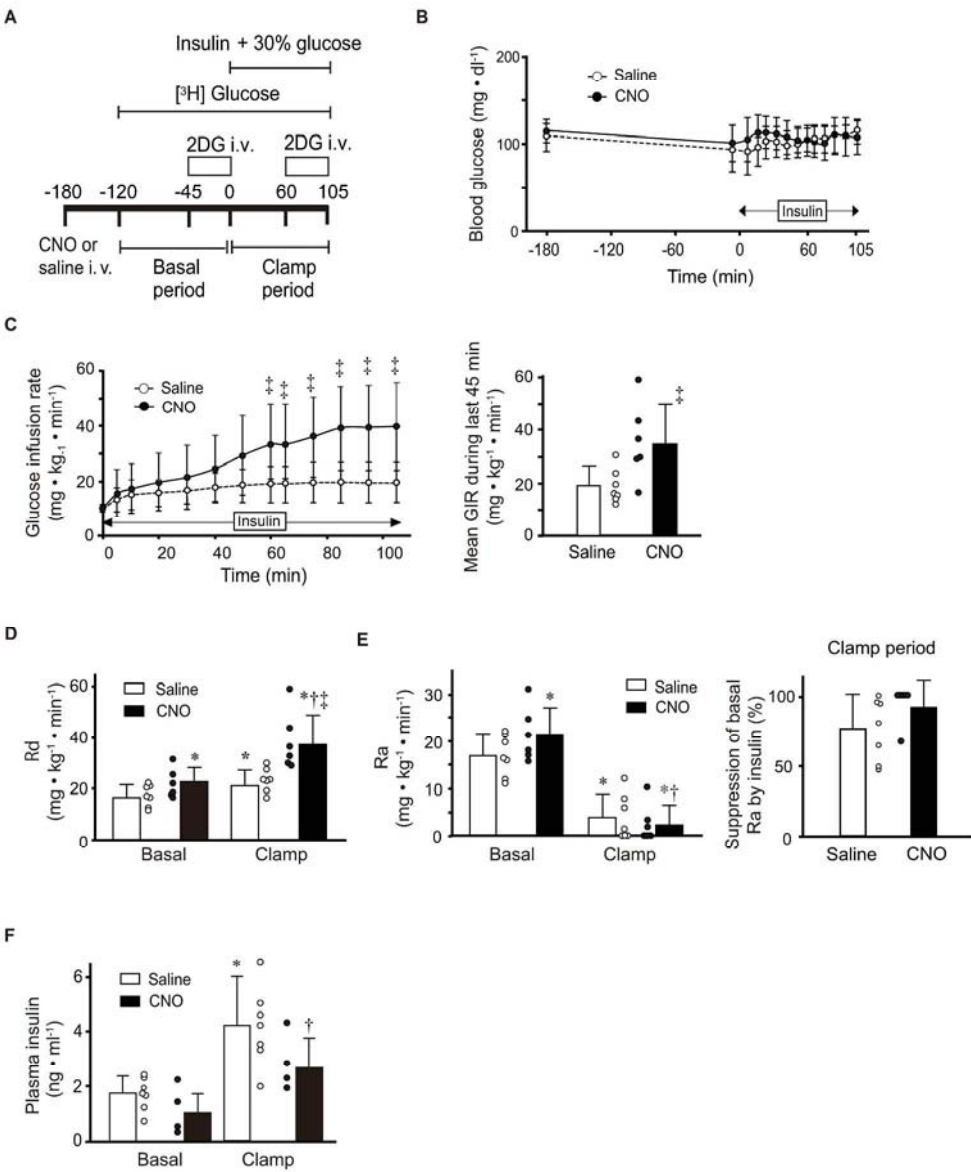 A
Insulin + 30% glucose
[³H] Glucose
2DG i.v. 2DG i.v.
-180 -120 -45 0 60 105
CNO or
saline i. v.
Basal
period
Clamp
period
B
Blood glucose (mg • dl⁻¹)
200
100
0
Saline
CNO
Insulin
-180 -120 -60 0 60 105
Time (min)
C
Glucose infusion rate
(mg • kg-1 • min⁻¹)
60
40
20
0
Saline
CNO
‡ ‡ ‡ ‡ ‡ ‡
Insulin
0 20 40 60 80 100
Time (min)
Mean GIR during last 45 min
(mg • kg⁻¹ • min⁻¹)
60
40
20
0
‡
Saline CNO
D
Rd
(mg • kg⁻¹ • min⁻¹)
60
40
20
0
Saline
CNO
* * *†‡
Basal Clamp
E
Ra
(mg • kg⁻¹ • min⁻¹)
30
20
10
0
Saline
CNO
* * *†
Basal Clamp
Clamp period
Suppression of basal
Ra by insulin (%)
100
50
0
Saline CNO
F
Plasma insulin
(ng • ml⁻¹)
6
4
2
0
Saline
CNO
* †
Basal Clamp